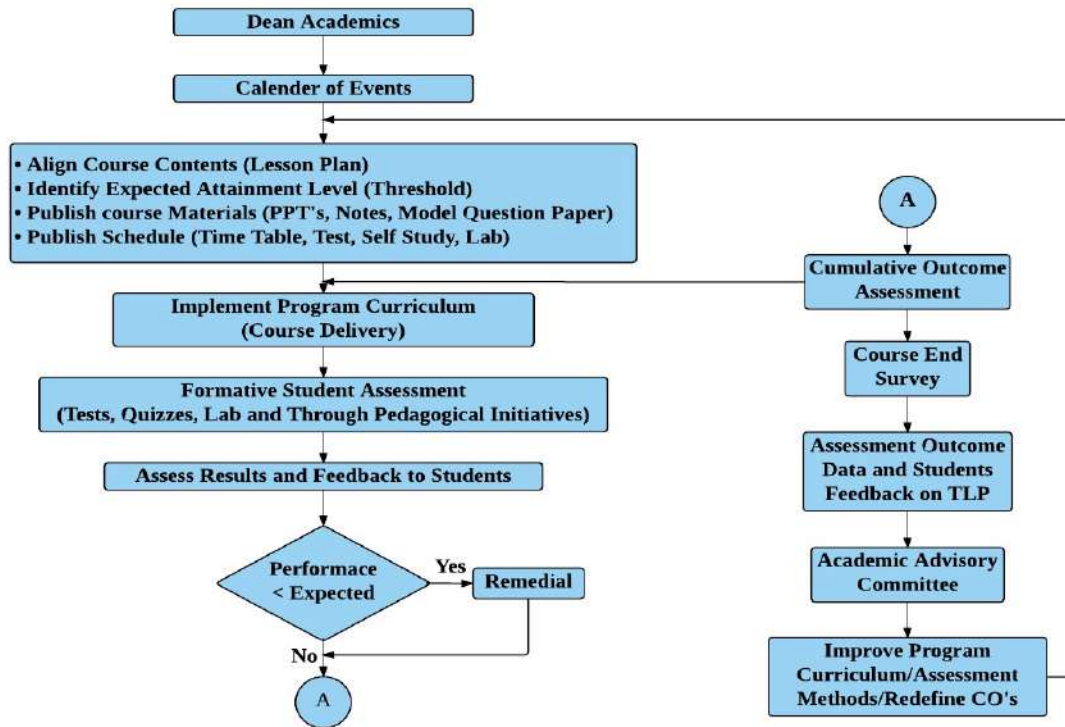 Dean Academics
Calender of Events
• Align Course Contents (Lesson Plan)
• Identify Expected Attainment Level (Threshold)
• Publish course Materials (PPT's, Notes, Model Question Paper)
• Publish Schedule (Time Table, Test, Self Study, Lab)
Implement Program Curriculum
(Course Delivery)
Formative Student Assessment
(Tests, Quizzes, Lab and Through Pedagogical Initiatives)
Assess Results and Feedback to Students
Performace
< Expected
Yes
Remedial
No
A
A
Cumulative Outcome
Assessment
Course End
Survey
Assessment Outcome
Data and Students
Feedback on TLP
Academic Advisory
Committee
Improve Program
Curriculum/Assessment
Methods/Redefine CO's